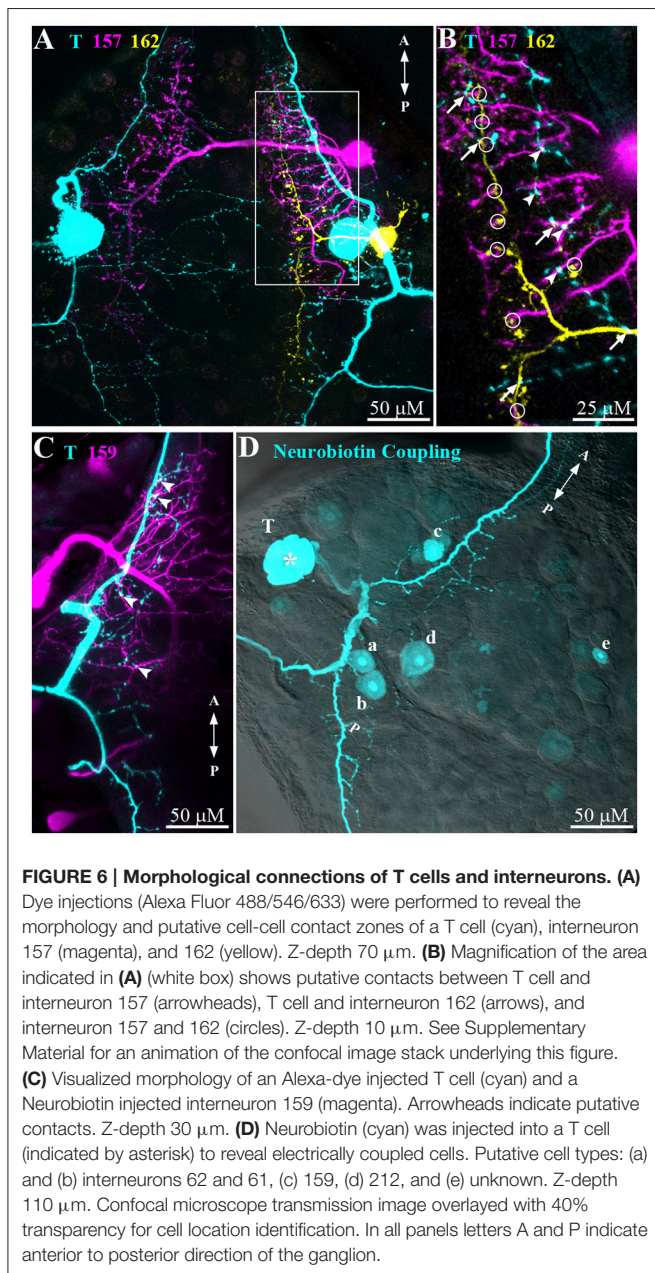 A T 157 162
A
P
50 µM
B T 157 162
25 µM
C T 159
A
P
50 µM
D Neurobiotin Coupling
A
P
T
*
c
a
d
e
b
P
50 µM
FIGURE 6 | Morphological connections of T cells and interneurons. (A)
Dye injections (Alexa Fluor 488/546/633) were performed to reveal the
morphology and putative cell-cell contact zones of a T cell (cyan), interneuron
157 (magenta), and 162 (yellow). Z-depth 70 µm. (B) Magnification of the area
indicated in (A) (white box) shows putative contacts between T cell and
interneuron 157 (arrowheads), T cell and interneuron 162 (arrows), and
interneuron 157 and 162 (circles). Z-depth 10 µm. See Supplementary
Material for an animation of the confocal image stack underlying this figure.
(C) Visualized morphology of an Alexa-dye injected T cell (cyan) and a
Neurobiotin injected interneuron 159 (magenta). Arrowheads indicate putative
contacts. Z-depth 30 µm. (D) Neurobiotin (cyan) was injected into a T cell
(indicated by asterisk) to reveal electrically coupled cells. Putative cell types: (a)
and (b) interneurons 62 and 61, (c) 159, (d) 212, and (e) unknown. Z-depth
110 µm. Confocal microscope transmission image overlayed with 40%
transparency for cell location identification. In all panels letters A and P indicate
anterior to posterior direction of the ganglion.